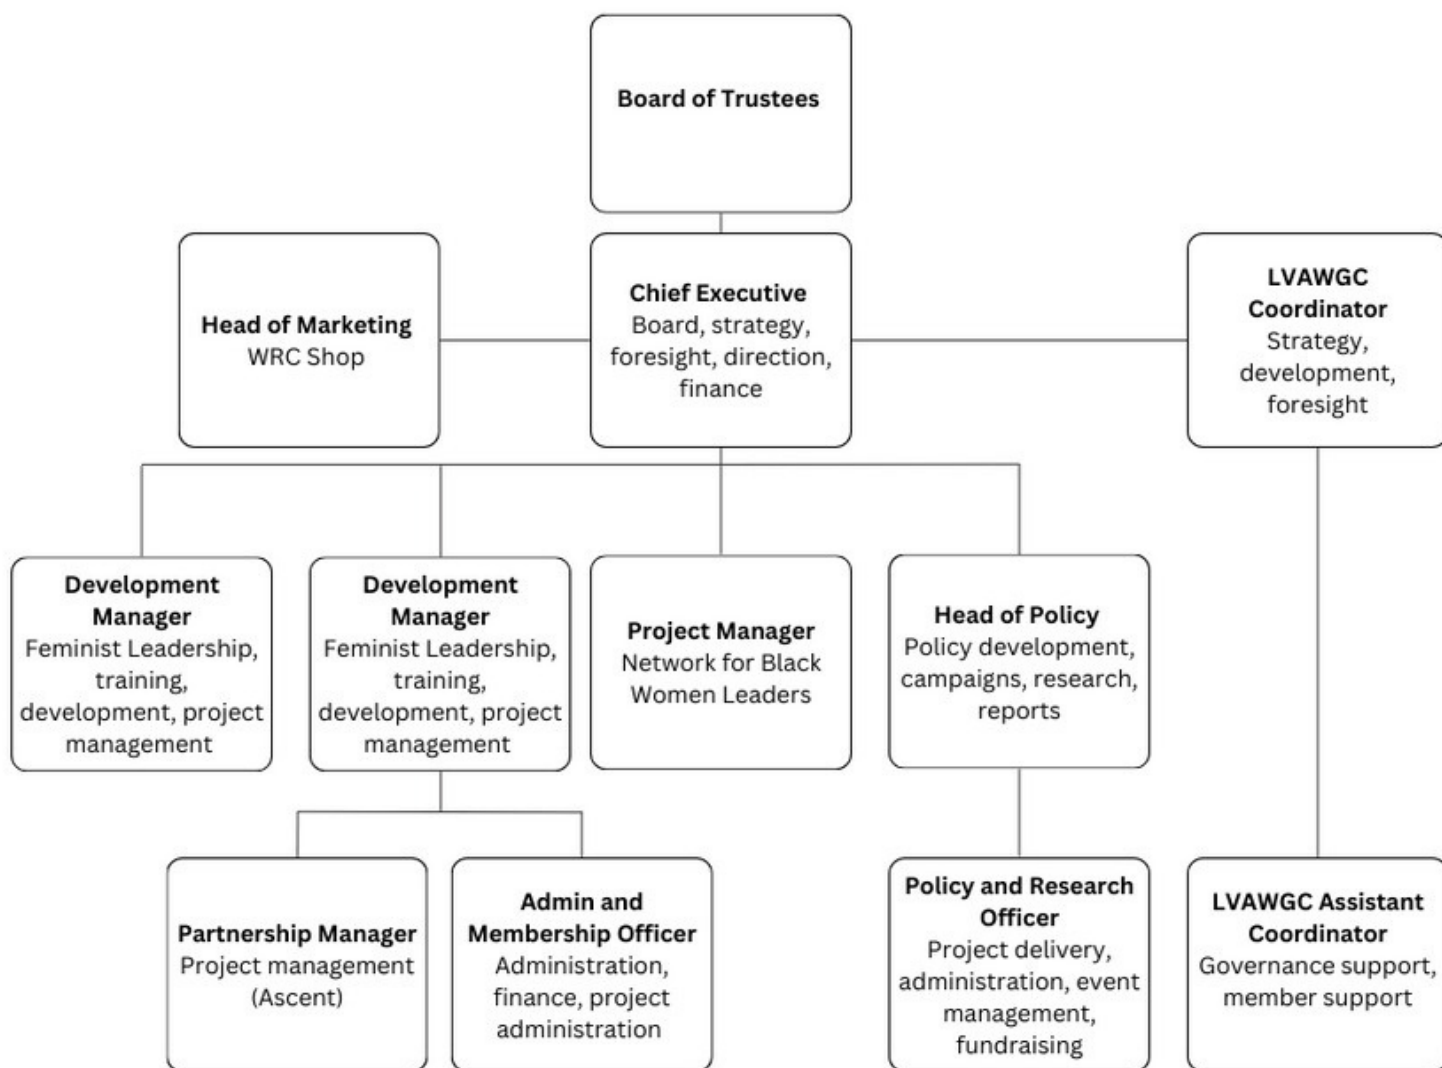 Board of Trustees
Head of Marketing
WRC Shop
Chief Executive
Board, strategy,
foresight, direction,
finance
LVAWGC
Coordinator
Strategy,
development,
foresight
Development
Manager
Feminist Leadership,
training,
development, project
management
Development
Manager
Feminist Leadership,
training,
development, project
management
Project Manager
Network for Black
Women Leaders
Head of Policy
Policy development,
campaigns, research,
reports
Partnership Manager
Project management
(Ascent)
Admin and
Membership Officer
Administration,
finance, project
administration
Policy and Research
Officer
Project delivery,
administration, event
management,
fundraising
LVAWGC Assistant
Coordinator
Governance support,
member support